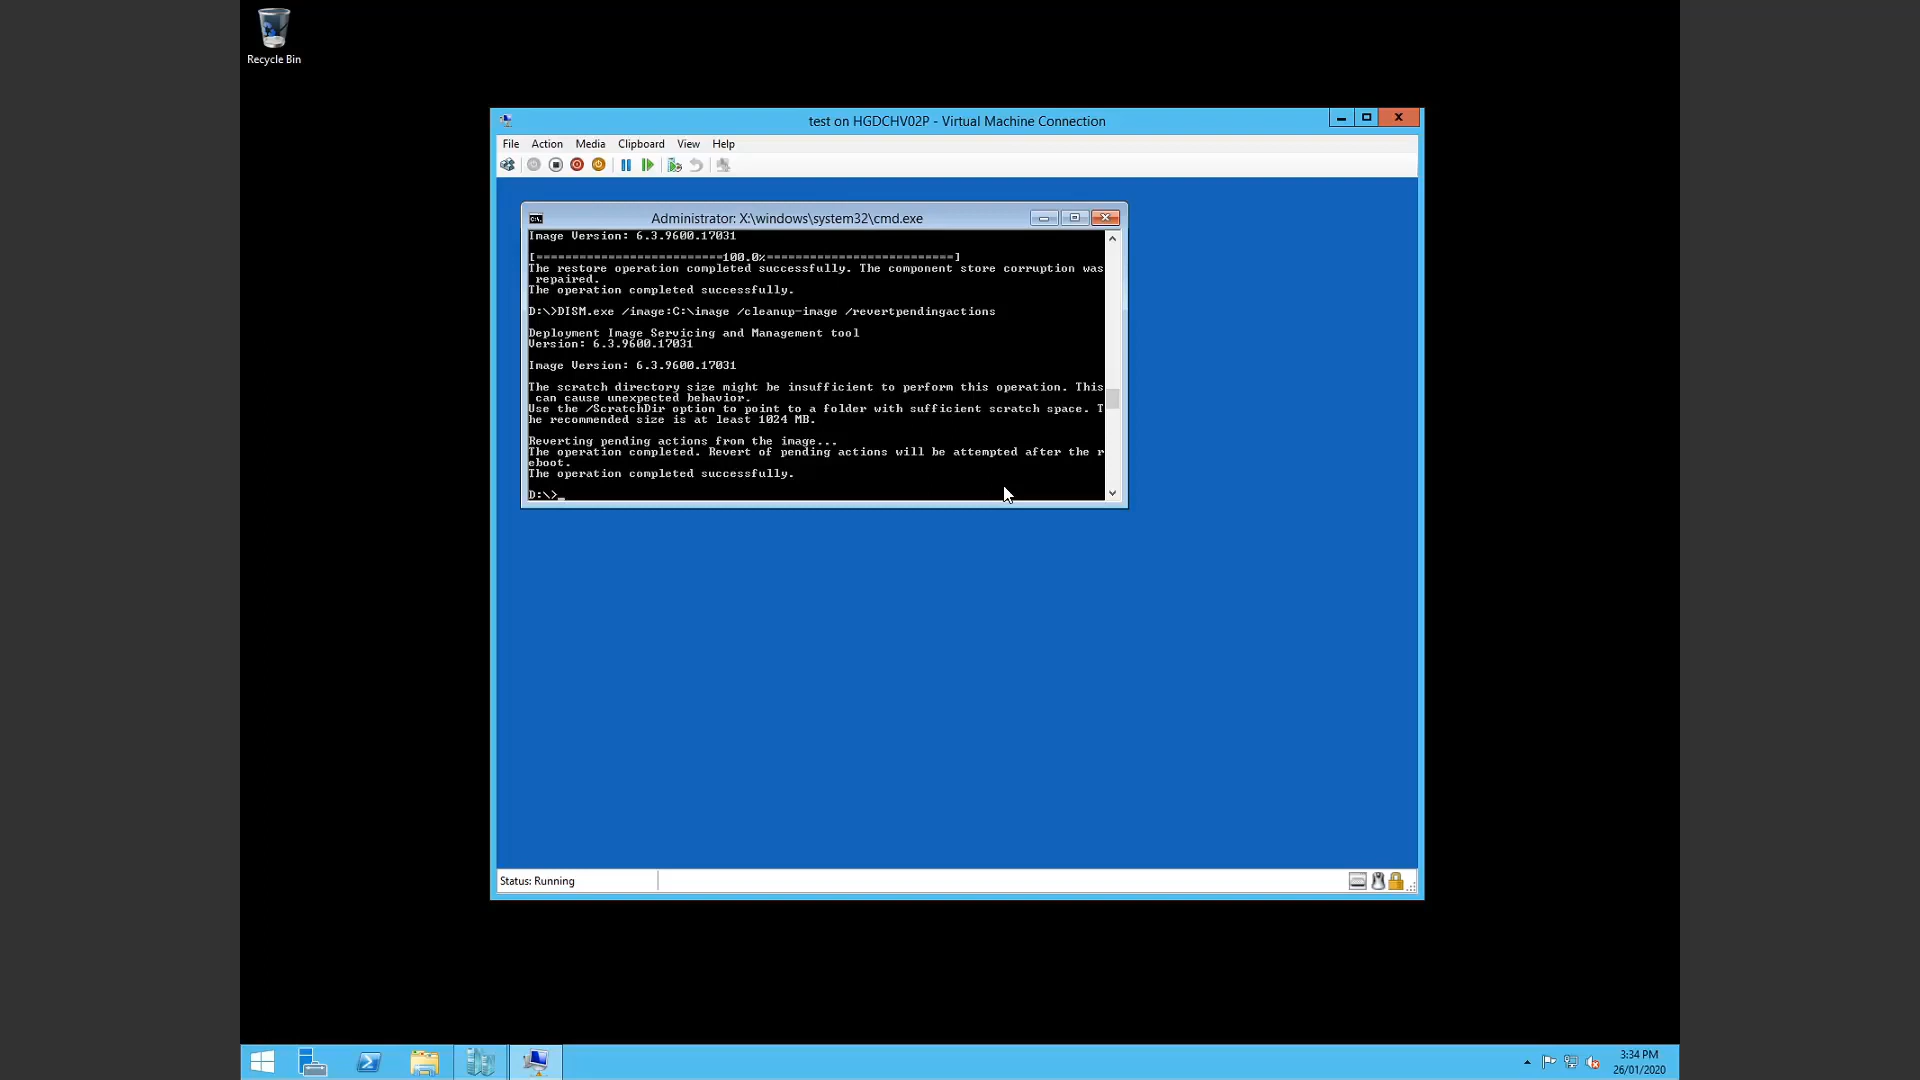 Recycle Bin
test on HGDCHV02P - Virtual Machine Connection
File Action Media Clipboard View Help
Administrator: X:\windows\system32\cmd.exe
Image Version: 6.3.9600.17031
[==========================100.0%==========================]
The restore operation completed successfully. The component store corruption was
 repaired.
The operation completed successfully.
D:\>DISM.exe /image:C:\image /cleanup-image /revertpendingactions
Deployment Image Servicing and Management tool
Version: 6.3.9600.17031
Image Version: 6.3.9600.17031
The scratch directory size might be insufficient to perform this operation. This
 can cause unexpected behavior.
Use the /ScratchDir option to point to a folder with sufficient scratch space. T
he recommended size is at least 1024 MB.
Reverting pending actions from the image...
The operation completed. Revert of pending actions will be attempted after the r
eboot.
The operation completed successfully.
D:\>_
Status: Running
3:34 PM
26/01/2020